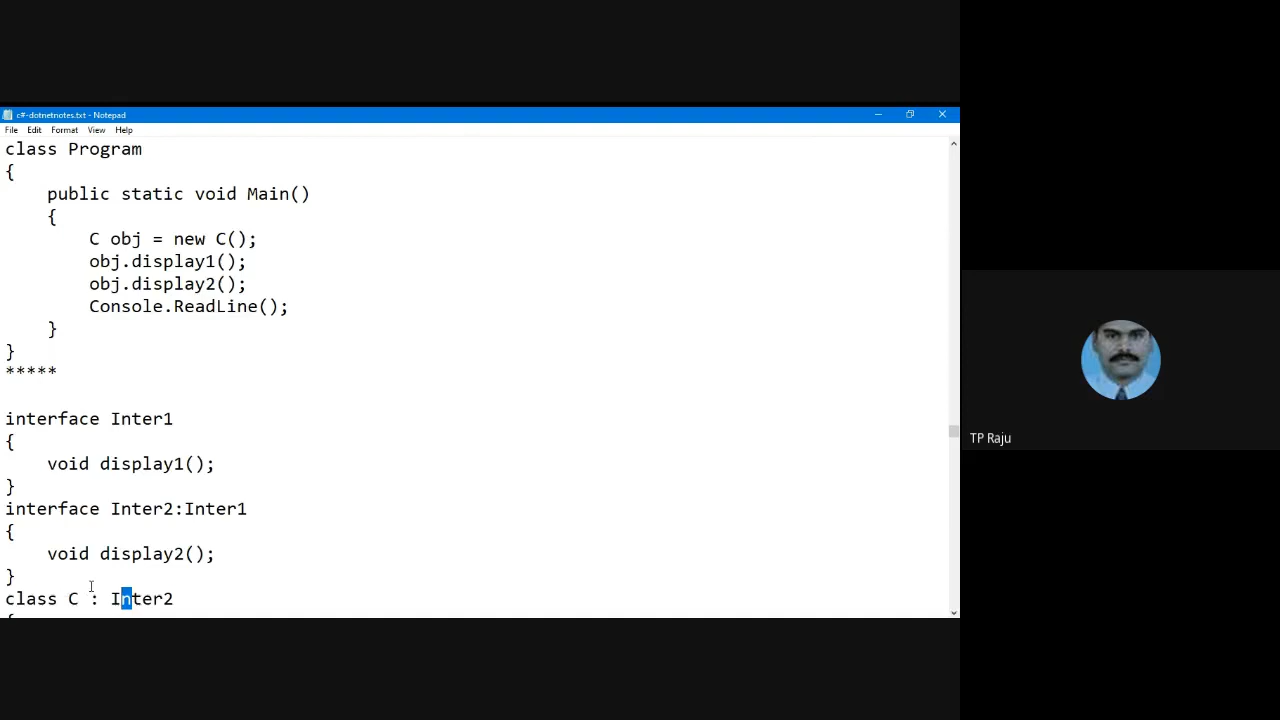 c#-dotnetnotes.txt - Notepad
File Edit Format View Help
class Program
{
    public static void Main()
    {
        C obj = new C();
        obj.display1();
        obj.display2();
        Console.ReadLine();
    }
}
*****
interface Inter1
{
    void display1();
}
interface Inter2:Inter1
{
    void display2();
}
class C : Inter2
{
TP Raju